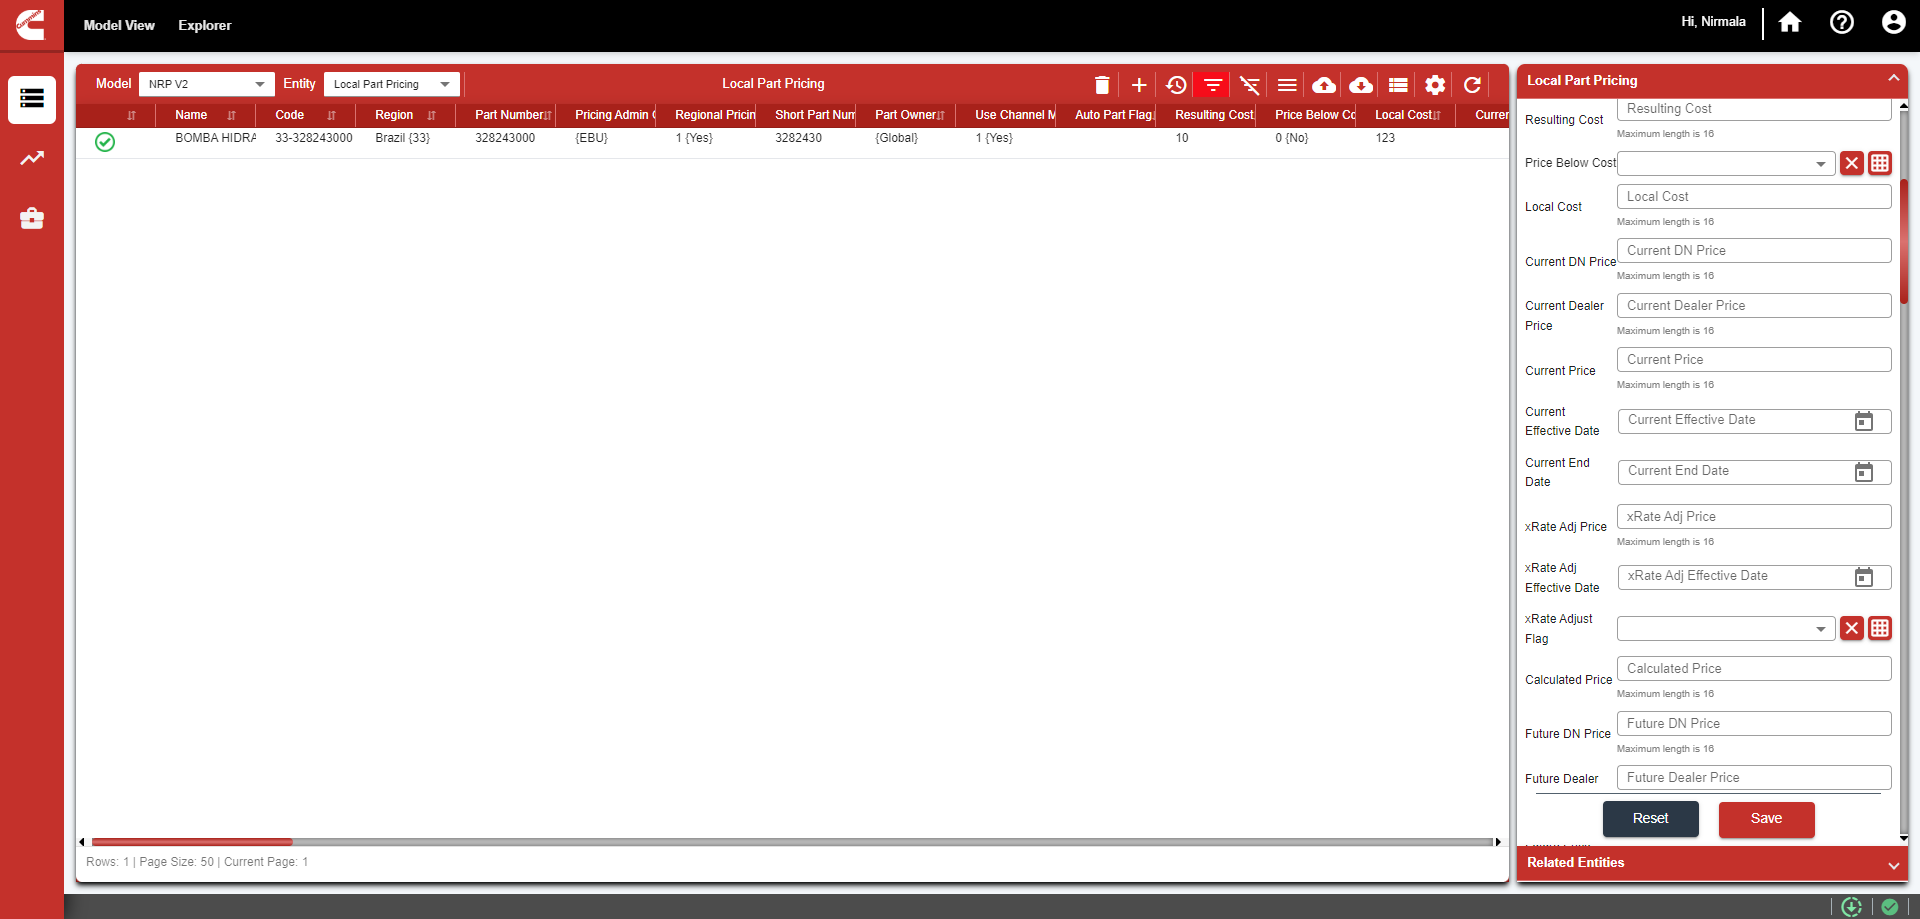 Cummins
Model View Explorer
Hi, Nirmala
Model NRP V2 Entity Local Part Pricing
Local Part Pricing
Name Code Region Part Number Pricing Admin Regional Pricin Short Part Num Part Owner Use Channel M Auto Part Flag Resulting Cost Price Below Co Local Cost Curren
BOMBA HIDRA 33-328243000 Brazil {33} 328243000 {EBU} 1 {Yes} 3282430 {Global} 1 {Yes} 10 0 {No} 123
Rows: 1 | Page Size: 50 | Current Page: 1
Local Part Pricing
Resulting Cost Resulting Cost
Maximum length is 16
Price Below Cost
Local Cost Local Cost
Maximum length is 16
Current DN Price Current DN Price
Maximum length is 16
Current Dealer
Price
Current Dealer Price
Maximum length is 16
Current Price Current Price
Maximum length is 16
Current
Effective Date
Current Effective Date
Current End
Date
Current End Date
xRate Adj Price xRate Adj Price
Maximum length is 16
xRate Adj
Effective Date
xRate Adj Effective Date
xRate Adjust
Flag
Calculated Price Calculated Price
Maximum length is 16
Future DN Price Future DN Price
Maximum length is 16
Future Dealer Future Dealer Price
Reset Save
Related Entities